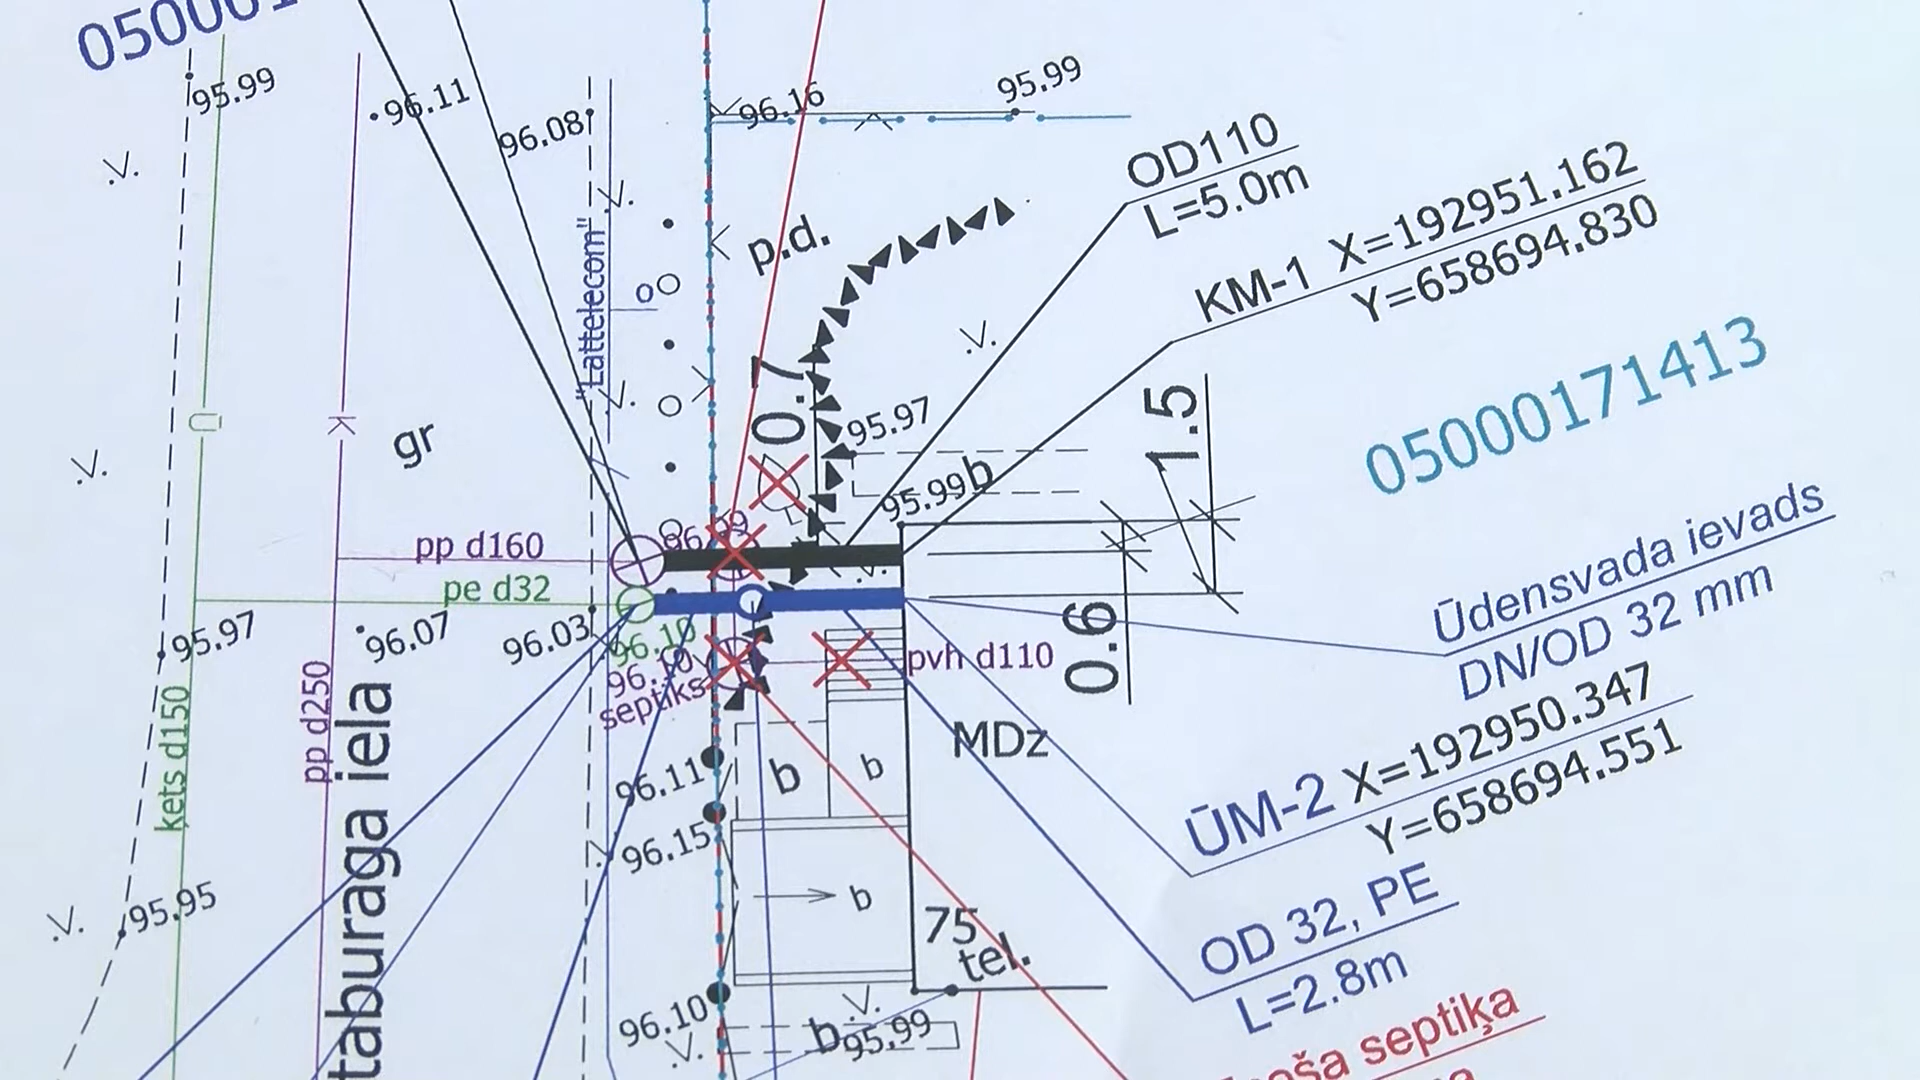 95.99
96.11
96.08
96.16
95.99
OD110
L=5.0m
KM-1 X=192951.162
Y=658694.830
p.d.
"Lattelecom"
o
0.7
1.5
05000171413
Ū
K
gr
95.97
95.99
b
pp d160
pe d32
0.6
Ūdensvada ievads
DN/OD 32 mm
95.97
96.07
96.03
96.10
96.10
septiks
pvh d110
MDz
ķets d150
pp d250
taburaga iela
96.11
b
b
ŪM-2 X=192950.347
Y=658694.551
96.15
95.95
b
75
tel.
OD 32, PE
L=2.8m
96.10
b
95.99
septiķa